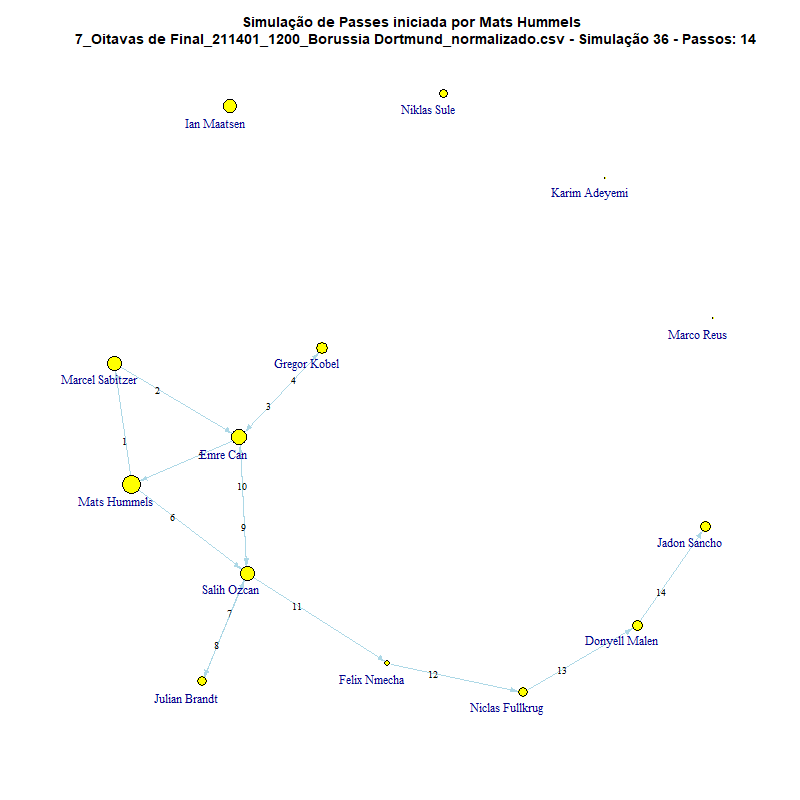 Simulação de Passes iniciada por Mats Hummels
7_Oitavas de Final_211401_1200_Borussia Dortmund_normalizado.csv - Simulação 36 - Passos: 14
Niklas Sule
Ian Maatsen
Karim Adeyemi
Marco Reus
Gregor Kobel
Marcel Sabitzer
4
2
3
1
Emre Can
10
Mats Hummels
6
9
Jadon Sancho
Salih Ozcan
14
11
7
Donyell Malen
8
13
12
Felix Nmecha
Julian Brandt
Niclas Fullkrug